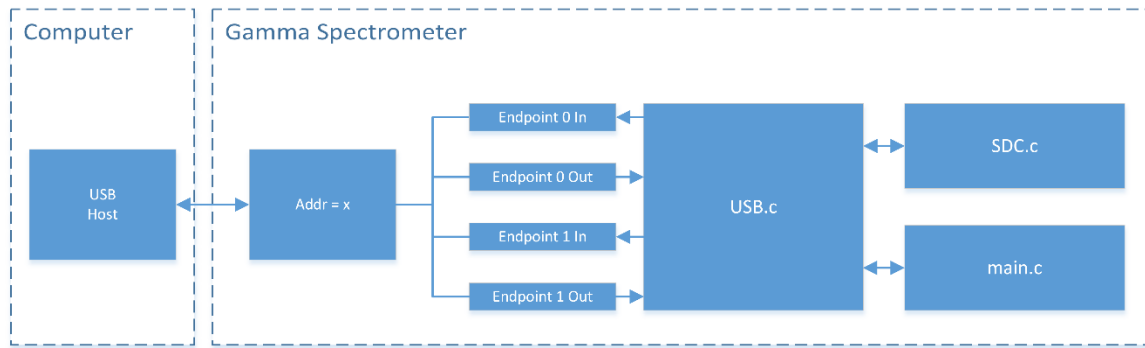 Computer
Gamma Spectrometer
USB
Host
Addr = x
Endpoint 0 In
Endpoint 0 Out
Endpoint 1 In
Endpoint 1 Out
USB.c
SDC.c
main.c